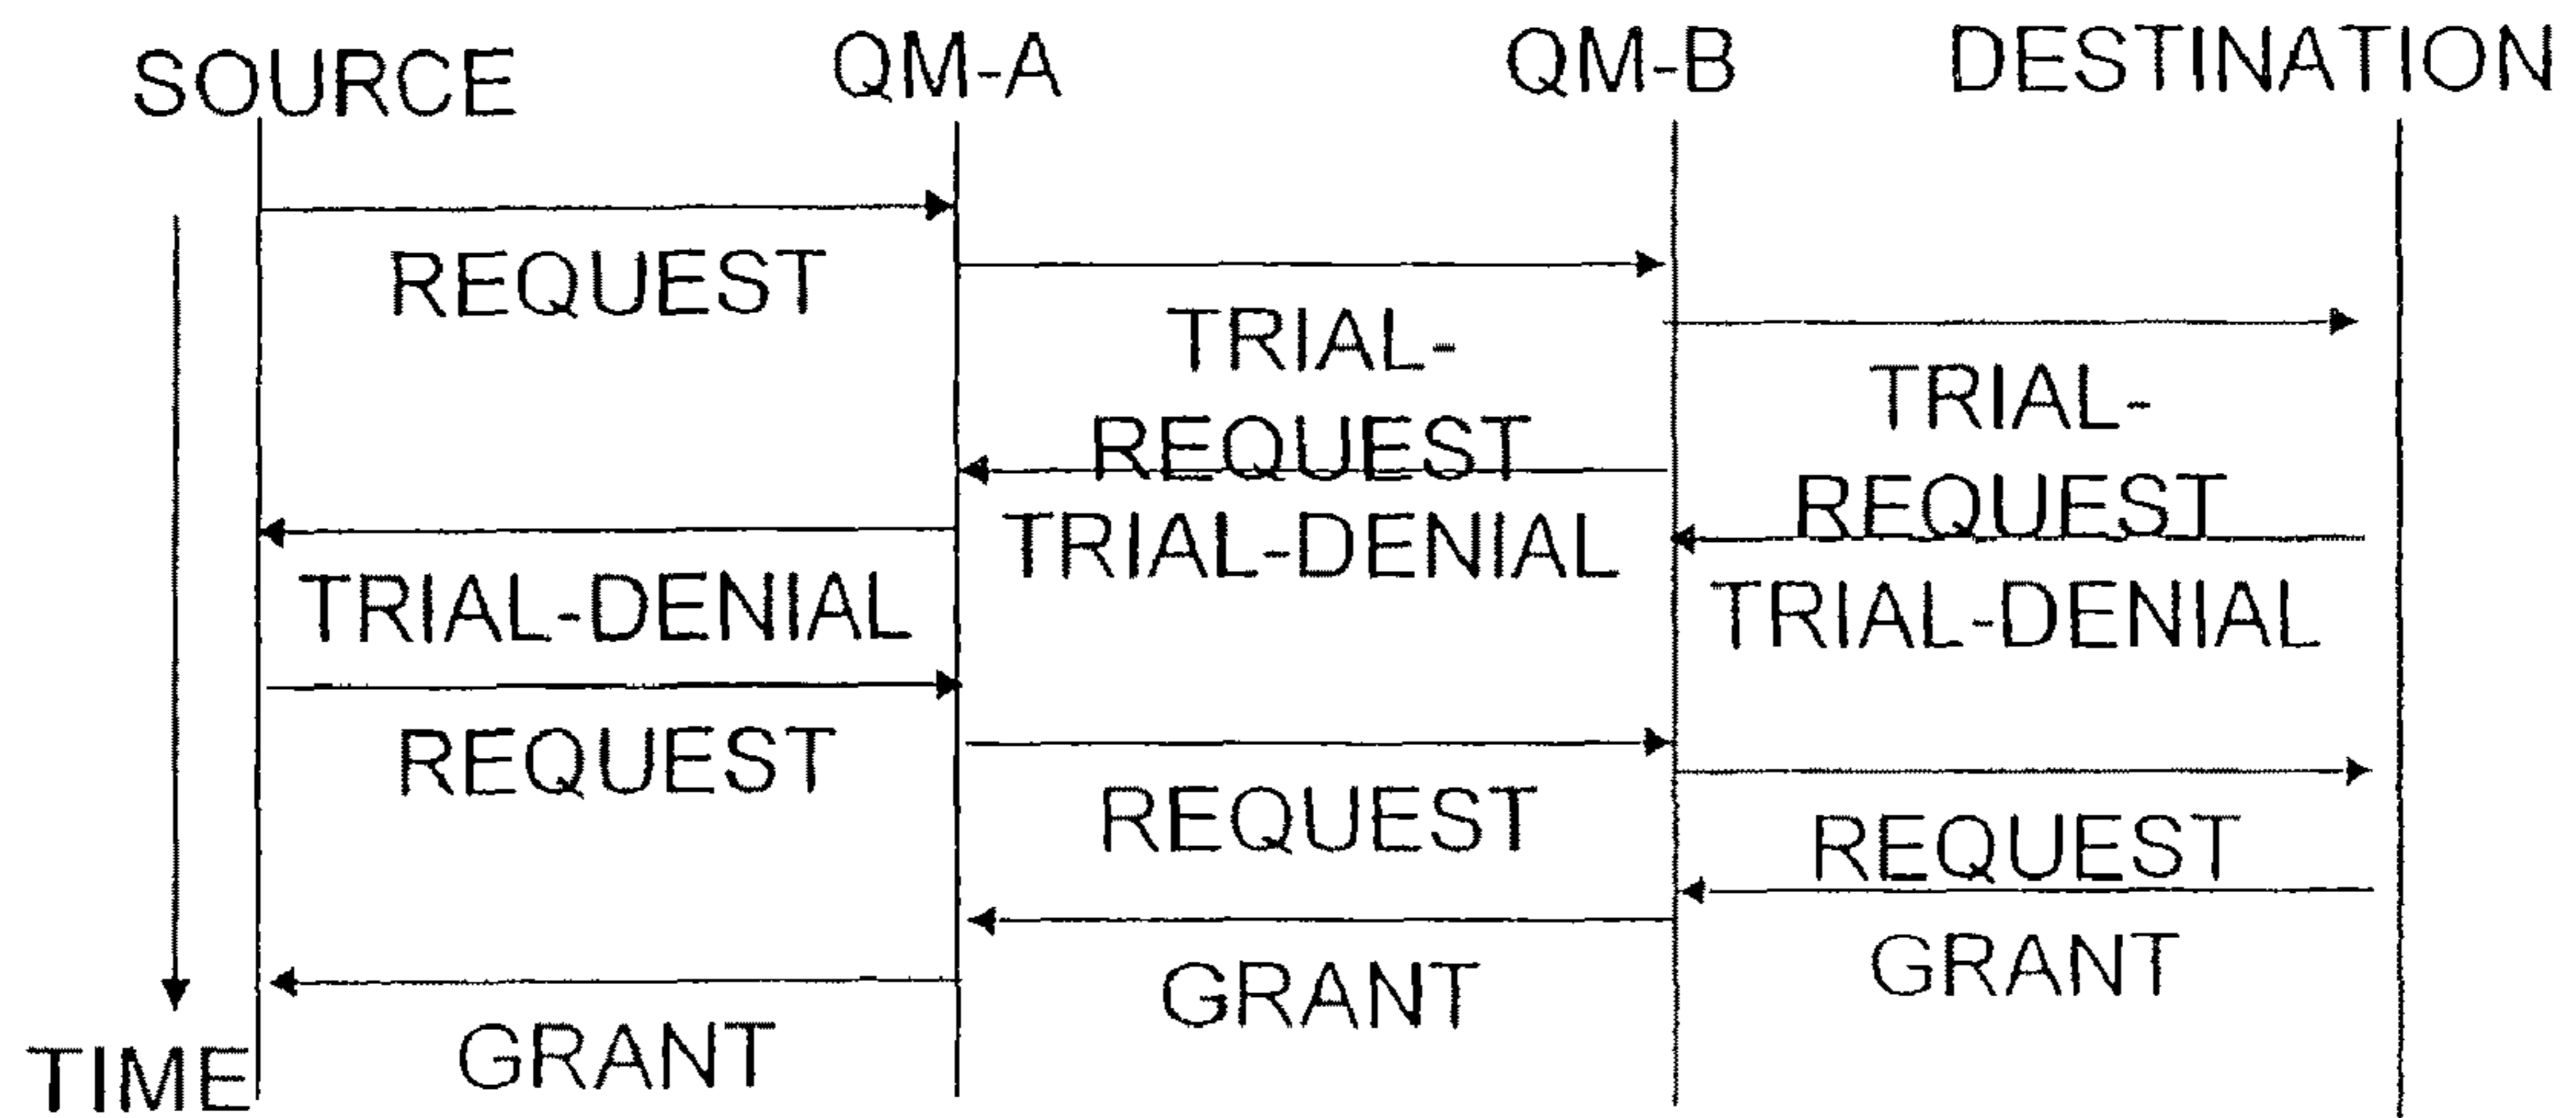 SOURCE
QM-A
QM-B
DESTINATION
REQUEST
TRIAL-
REQUEST
TRIAL-
REQUEST
TRIAL-DENIAL
TRIAL-DENIAL
TRIAL-DENIAL
REQUEST
REQUEST
REQUEST
GRANT
GRANT
GRANT
TIME